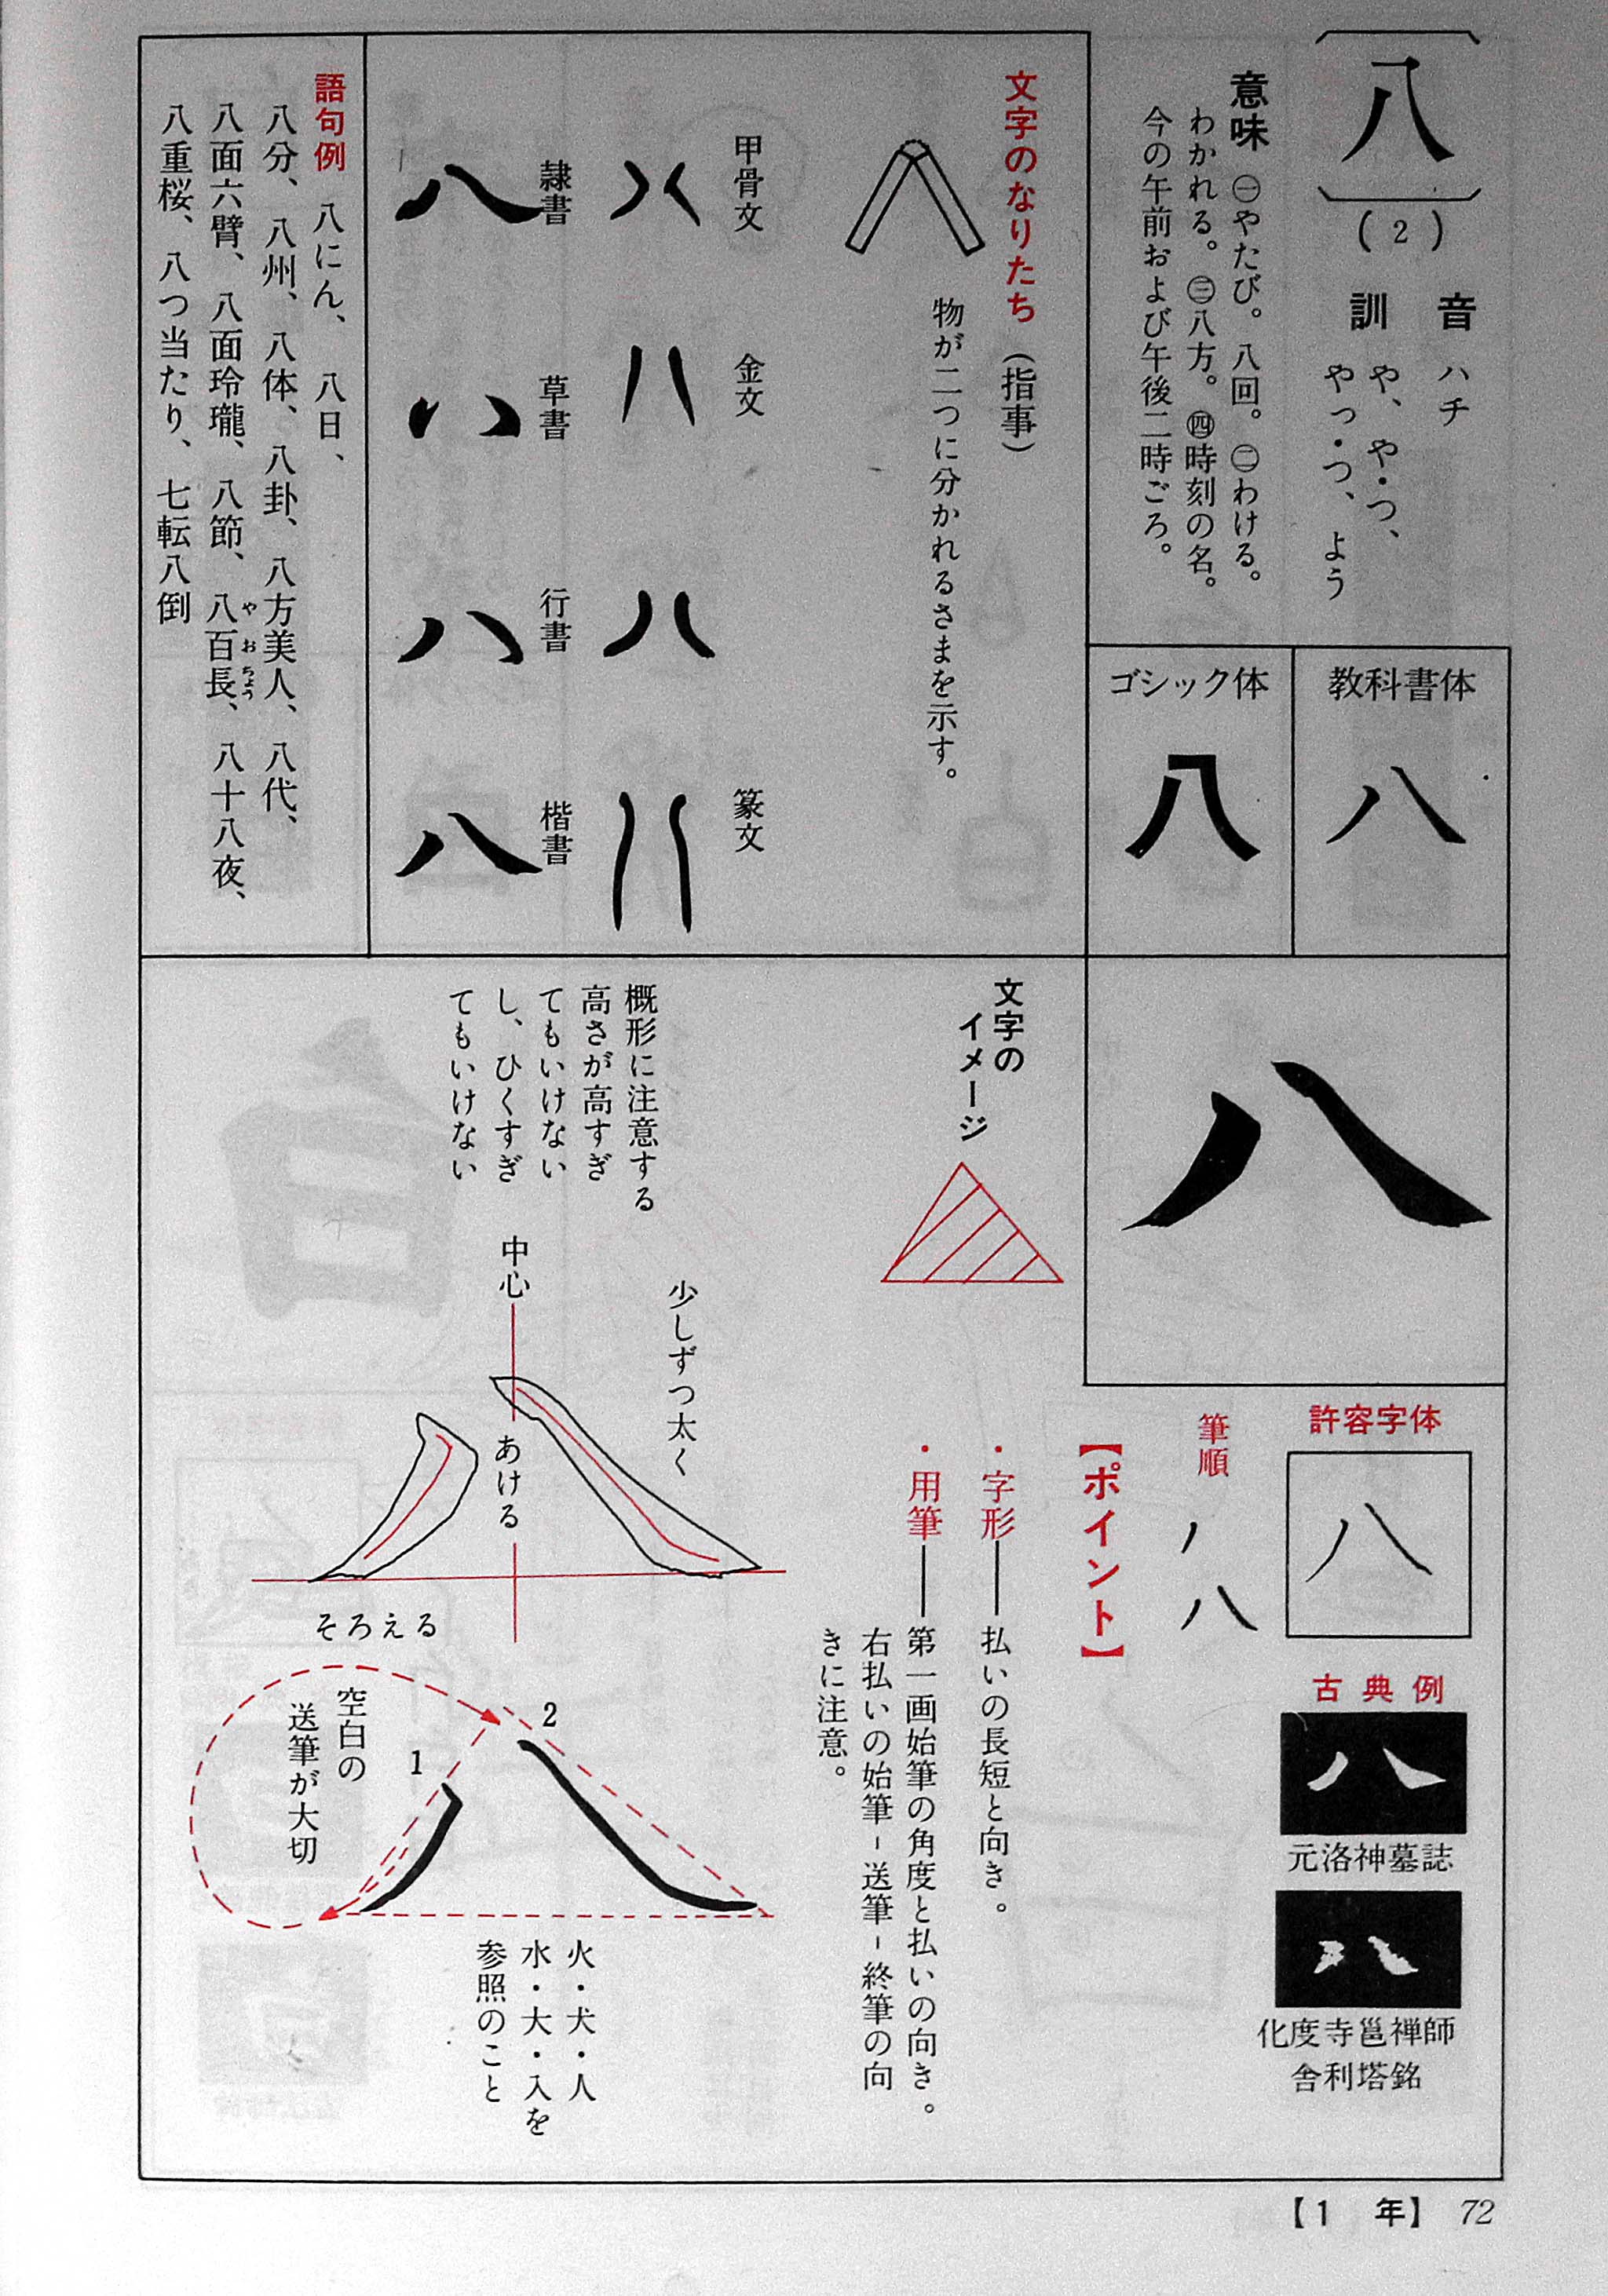 八
(2)
音 ハチ
訓 や、や・つ、
やっ・つ、よう
意味 ㊀やたび。八回。㊁わける。
わかれる。㊂八方。㊃時刻の名。
今の午前および午後二時ごろ。
教科書体
八
ゴシック体
八
文字のなりたち（指事）
物が二つに分かれるさまを示す。
甲骨文
金文
篆文
隷書
草書
行書
楷書
語句例 八にん、八日、
八分、八州、八体、八卦、八方美人、八代、
八面六臂、八面玲瓏、八節、八百長、八十八夜、
やおちょう
八重桜、八つ当たり、七転八倒
八
許容字体
八
筆順
ノ 八
古典例
八
元洛神墓誌
八
化度寺邕禅師
舎利塔銘
文字の
イメージ
【ポイント】
・字形――払いの長短と向き。
・用筆――第一画始筆の角度と払いの向き。
右払いの始筆-送筆-終筆の向
きに注意。
概形に注意する
高さが高すぎ
てもいけない
し、ひくすぎ
てもいけない
少しずつ太く
中心
あける
そろえる
空白の
送筆が大切
1
2
火・犬・人
水・大・入を
参照のこと
【1 年】 72